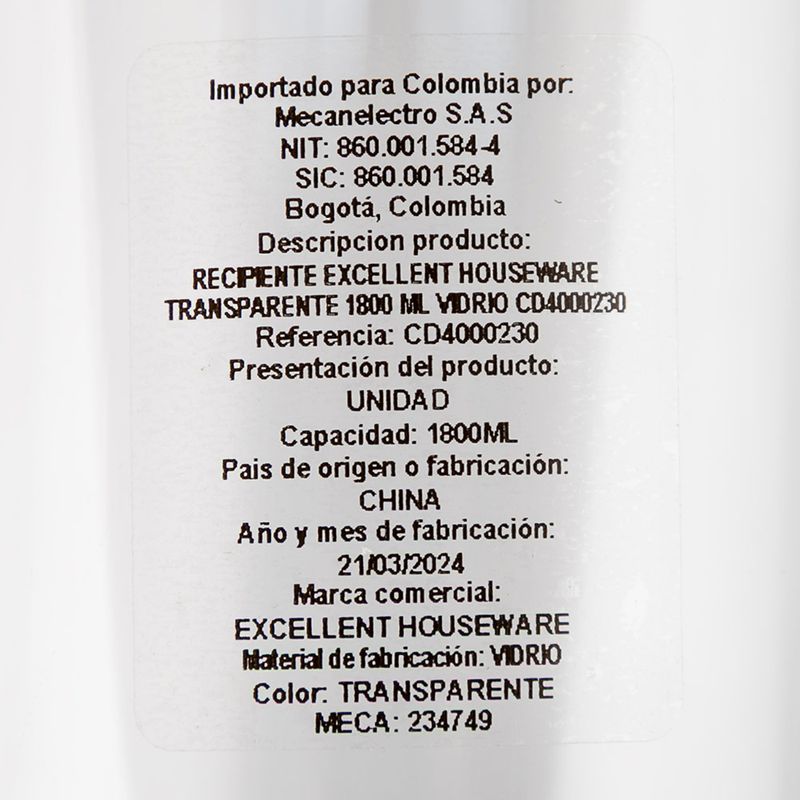 Importado para Colombia por:
Mecanelectro S.A.S
NIT: 860.001.584-4
SIC: 860.001.584
Bogotá, Colombia
Descripcion producto:
RECIPIENTE EXCELLENT HOUSEWARE
TRANSPARENTE 1800 ML VIDRIO CD4000230
Referencia: CD4000230
Presentación del producto:
UNIDAD
Capacidad: 1800ML
Pais de origen o fabricación:
CHINA
Año y mes de fabricación:
21/03/2024
Marca comercial:
EXCELLENT HOUSEWARE
Material de fabricación: VIDRIO
Color: TRANSPARENTE
MECA: 234749